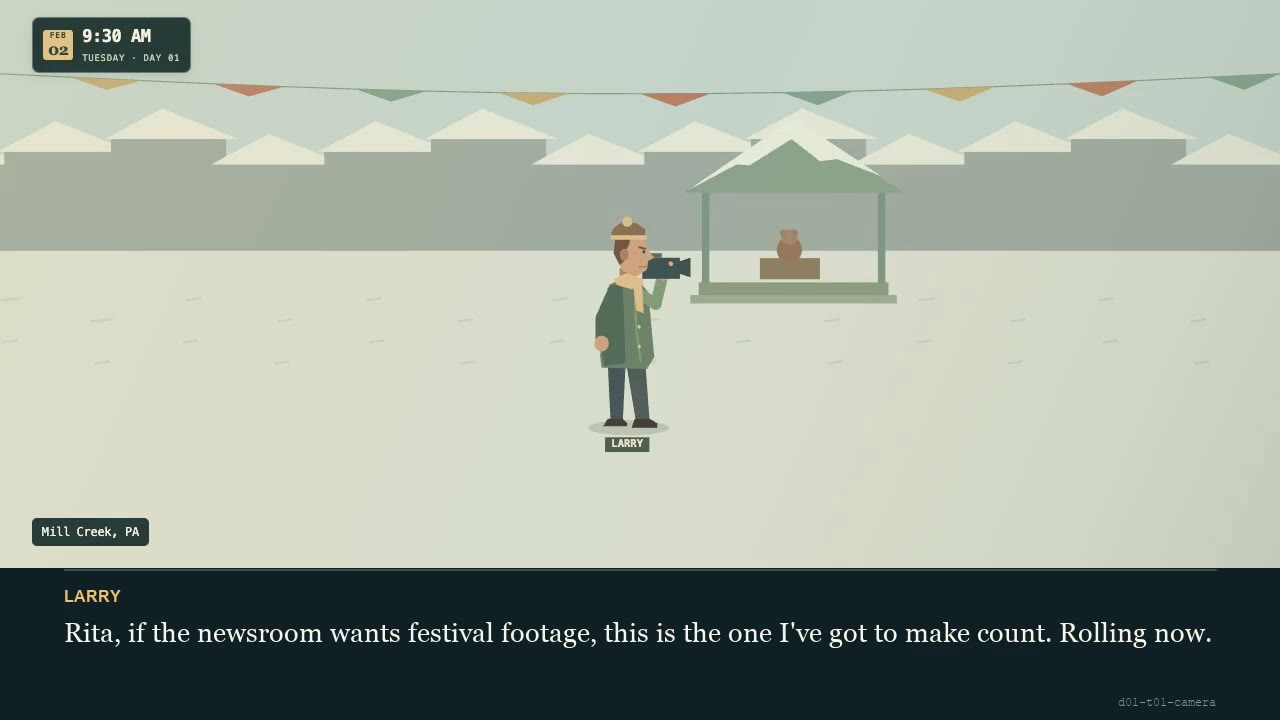 FEB
02
9:30 AM
TUESDAY · DAY 01
LARRY
Mill Creek, PA
LARRY
Rita, if the newsroom wants festival footage, this is the one I've got to make count. Rolling now.
d01-t01-camera